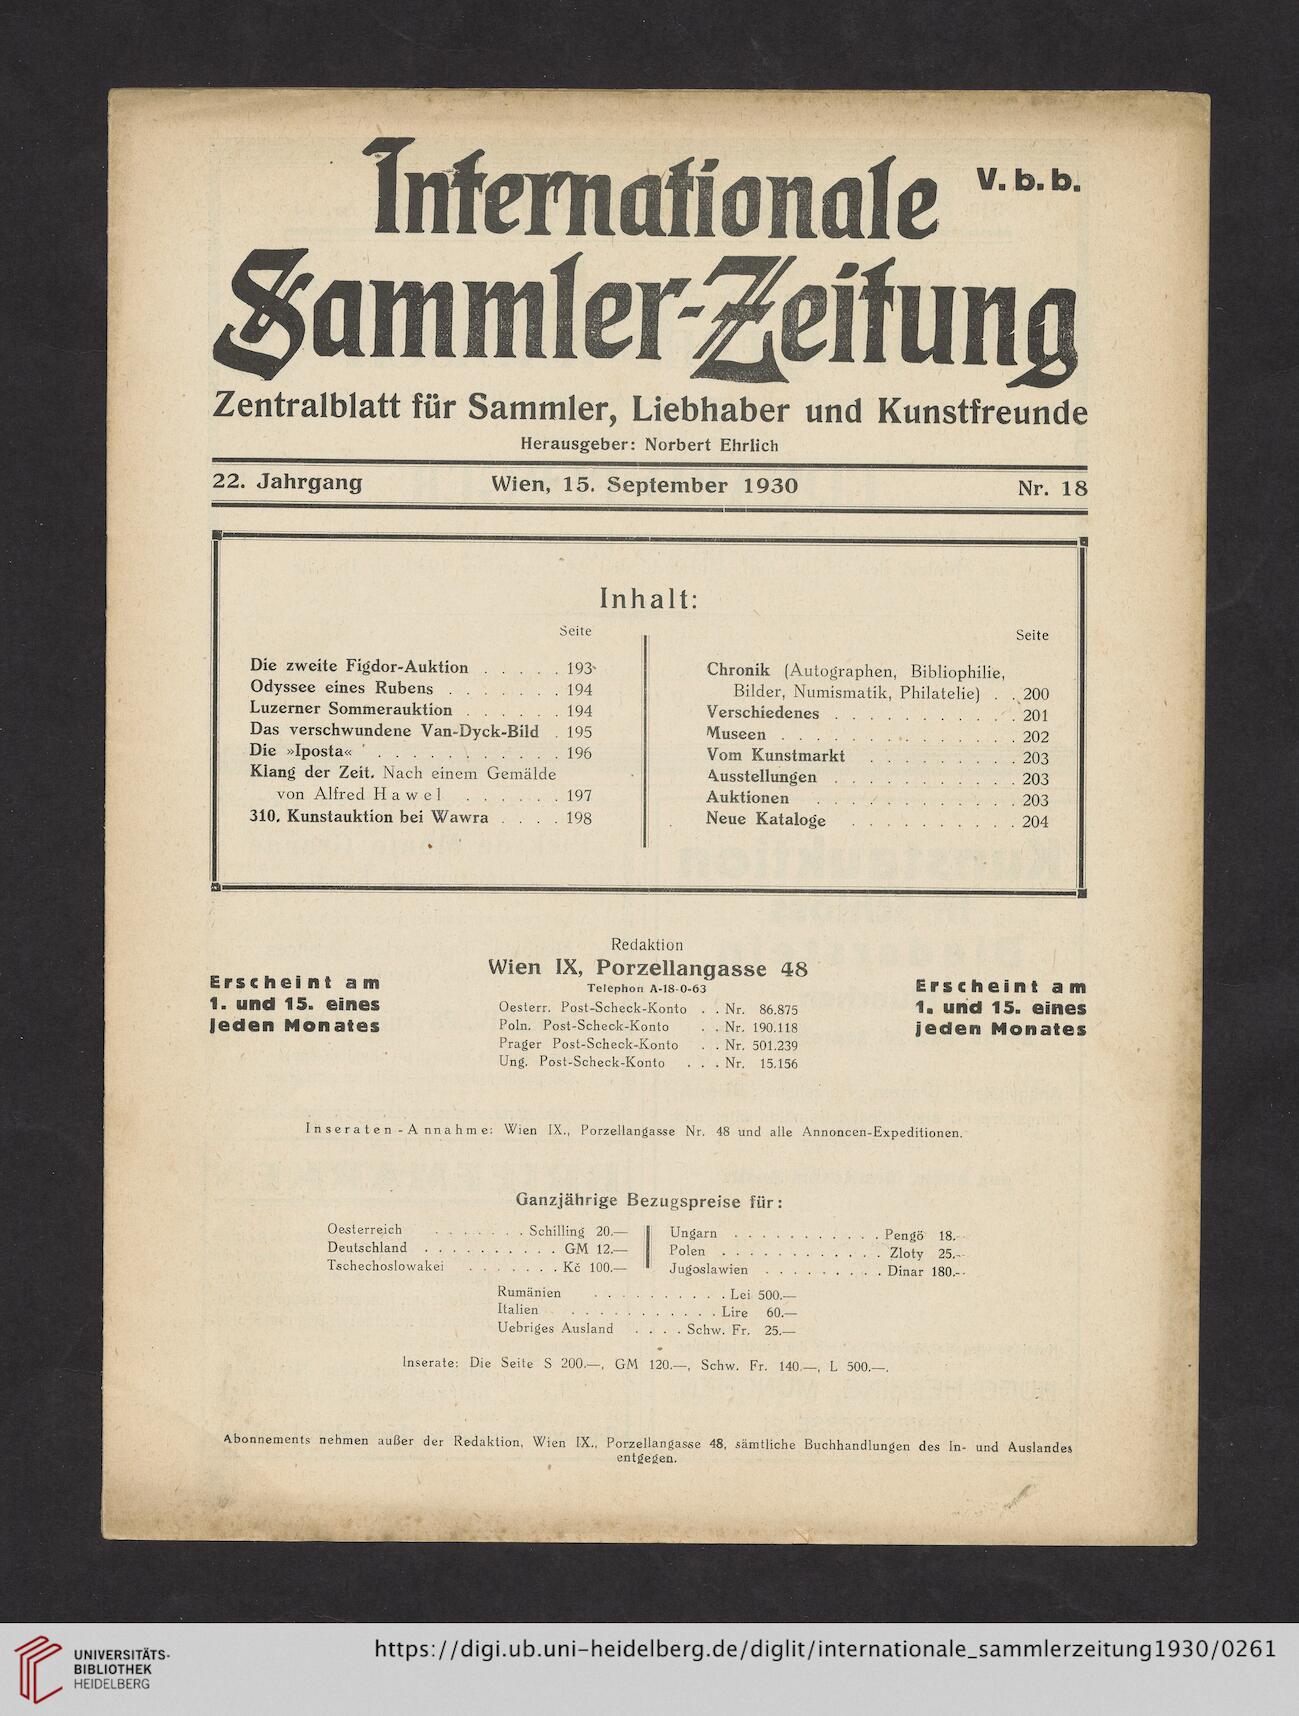 Internationale
V. b. b.
Sammler-Zeitung
Zentralblatt für Sammler, Liebhaber und Kunstfreunde
Herausgeber: Norbert Ehrlich
22. Jahrgang Wien, 15. September 1930 Nr. 18
Inhalt:
Seite
Die zweite Figdor-Auktion . . . . . 193
Odyssee eines Rubens . . . . . . . 194
Luzerner Sommerauktion . . . . . . 194
Das verschwundene Van-Dyck-Bild . 195
Die »Iposta« . . . . . . . . . . . 196
Klang der Zeit. Nach einem Gemälde
von Alfred Hawel . . . . . . 197
310. Kunstauktion bei Wawra . . . . 198
Seite
Chronik (Autographen, Bibliophilie,
Bilder, Numismatik, Philatelie) . . 200
Verschiedenes . . . . . . . . . . . 201
Museen . . . . . . . . . . . . . . 202
Vom Kunstmarkt . . . . . . . . . 203
Ausstellungen . . . . . . . . . . . 203
Auktionen . . . . . . . . . . . . 203
Neue Kataloge . . . . . . . . . . 204
Erscheint am
1. und 15. eines
jeden Monates
Redaktion
Wien IX, Porzellangasse 48
Telephon A-18-0-63
Oesterr. Post-Scheck-Konto . . Nr. 86.875
Poln. Post-Scheck-Konto . . Nr. 190.118
Prager Post-Scheck-Konto . . Nr. 501.239
Ung. Post-Scheck-Konto . . . Nr. 15.156
Erscheint am
1. und 15. eines
jeden Monates
Inseraten-Annahme: Wien IX., Porzellangasse Nr. 48 und alle Annoncen-Expeditionen.
Ganzjährige Bezugspreise für:
Oesterreich . . . . . . . Schilling 20.—
Deutschland . . . . . . . . . . GM 12.—
Tschechoslowakei . . . . . . . Kč 100.—
Ungarn . . . . . . . . . . . Pengö 18.—
Polen . . . . . . . . . . . . Zloty 25.—
Jugoslawien . . . . . . . . . Dinar 180.—
Rumänien . . . . . . . . . . Lei 500.—
Italien . . . . . . . . . . . Lire 60.—
Uebriges Ausland . . . . Schw. Fr. 25.—
Inserate: Die Seite S 200.—, GM 120.—, Schw. Fr. 140.—, L 500.—.
Abonnements nehmen außer der Redaktion, Wien IX., Porzellangasse 48, sämtliche Buchhandlungen des In- und Auslandes
entgegen.
UNIVERSITÄTS-
BIBLIOTHEK
HEIDELBERG
https://digi.ub.uni-heidelberg.de/diglit/internationale_sammlerzeitung1930/0261